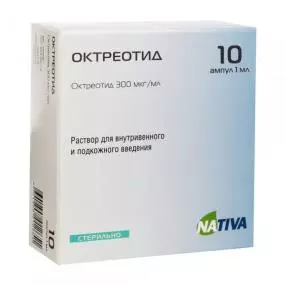 ОКТРЕОТИД
Октреотид 300 мкг/мл
10
ампул 1 мл
Раствор для внутривенного
и подкожного введения
СТЕРИЛЬНО
NATIVA
10